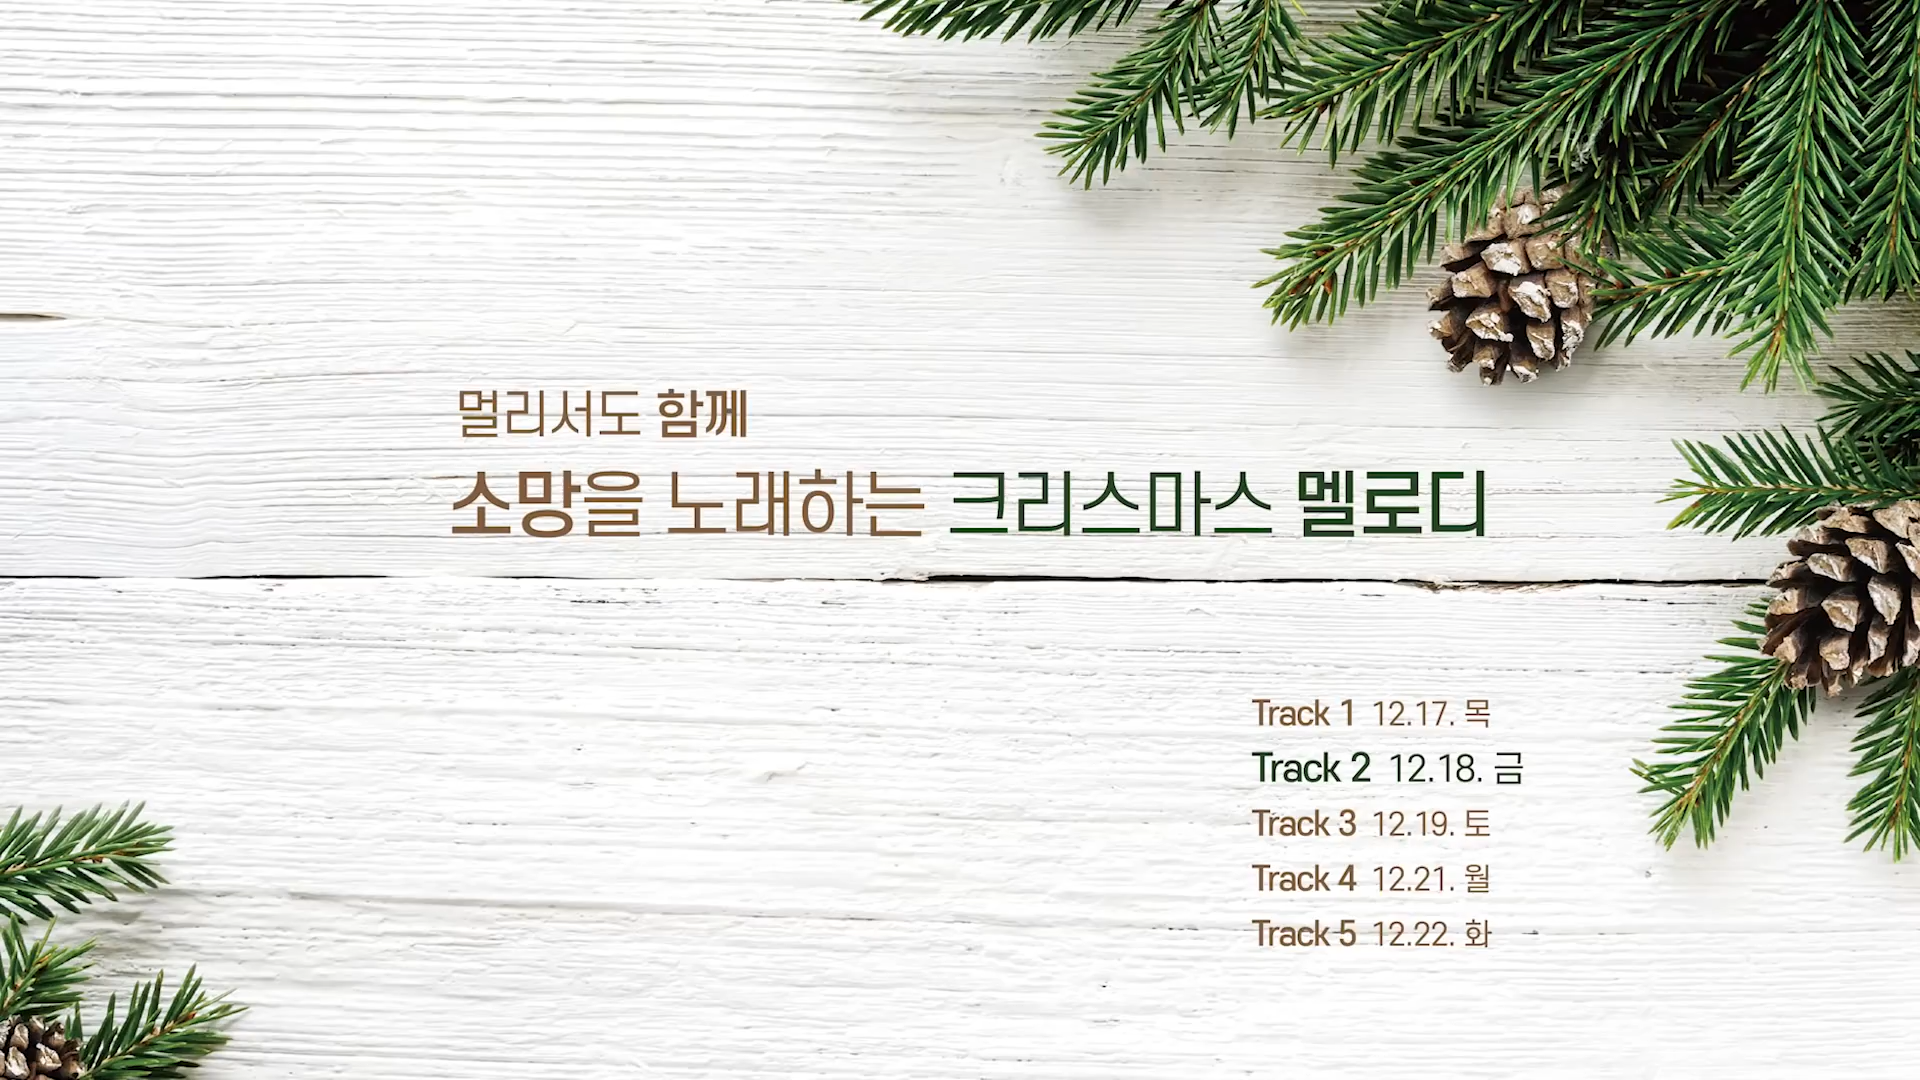 멀리서도 함께
소망을 노래하는 크리스마스 멜로디
Track 1 12.17. 목
Track 2 12.18. 금
Track 3 12.19. 토
Track 4 12.21. 월
Track 5 12.22. 화